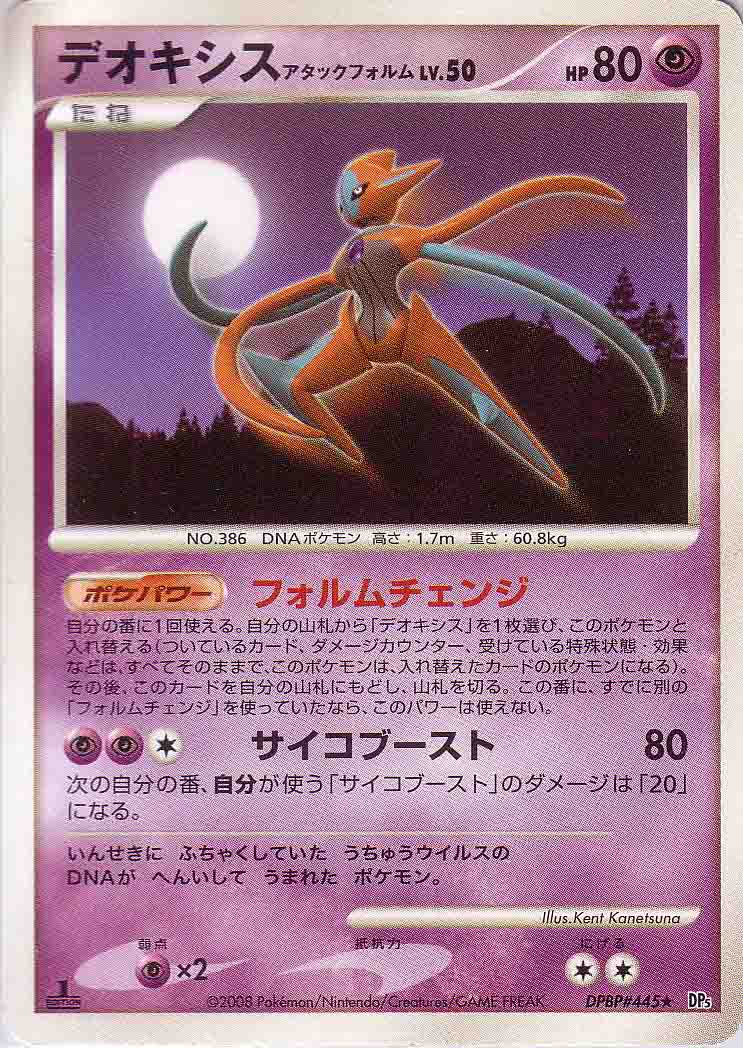 デオキシス アタックフォルム LV.50 HP 80
たね
NO.386 DNAポケモン 高さ：1.7m 重さ：60.8kg
ポケパワー フォルムチェンジ
自分の番に1回使える。自分の山札から「デオキシス」を1枚選び、このポケモンと
入れ替える（ついているカード、ダメージカウンター、受けている特殊状態・効果
などは、すべてそのままで、このポケモンは、入れ替えたカードのポケモンになる）。
その後、このカードを自分の山札にもどし、山札を切る。この番に、すでに別の
「フォルムチェンジ」を使っていたなら、このパワーは使えない。
サイコブースト 80
次の自分の番、自分が使う「サイコブースト」のダメージは「20」
になる。
いんせきに ふちゃくしていた うちゅうウイルスの
DNAが へんいして うまれた ポケモン。
Illus.Kent Kanetsuna
弱点 抵抗力 にげる
×2
1 EDITION ©2008 Pokémon/Nintendo/Creatures/GAME FREAK DPBP#445★ DP5